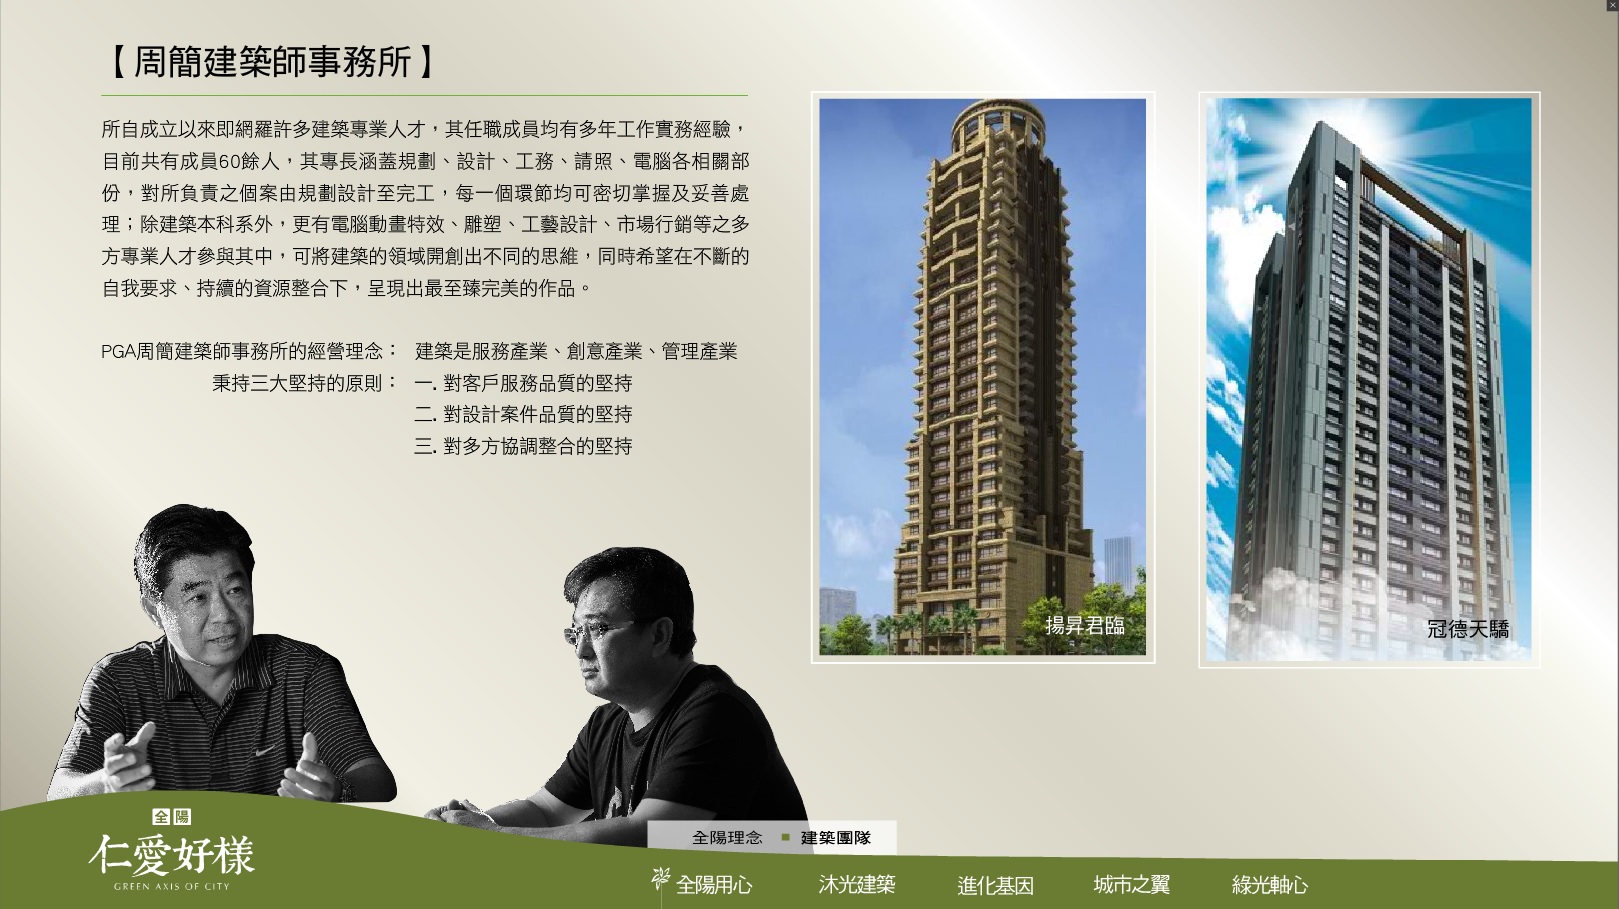 【周簡建築師事務所】
所自成立以來即網羅許多建築專業人才，其任職成員均有多年工作實務經驗，
目前共有成員60餘人，其專長涵蓋規劃、設計、工務、請照、電腦各相關部
份，對所負責之個案由規劃設計至完工，每一個環節均可密切掌握及妥善處
理；除建築本科系外，更有電腦動畫特效、雕塑、工藝設計、市場行銷等之多
方專業人才參與其中，可將建築的領域開創出不同的思維，同時希望在不斷的
自我要求、持續的資源整合下，呈現出最至臻完美的作品。
PGA周簡建築師事務所的經營理念： 建築是服務產業、創意產業、管理產業
秉持三大堅持的原則： 一. 對客戶服務品質的堅持
二. 對設計案件品質的堅持
三. 對多方協調整合的堅持
揚昇君臨
冠德天驕
全陽
仁愛好樣
GREEN AXIS OF CITY
全陽理念 ■ 建築團隊
全陽用心 沐光建築 進化基因 城市之翼 綠光軸心